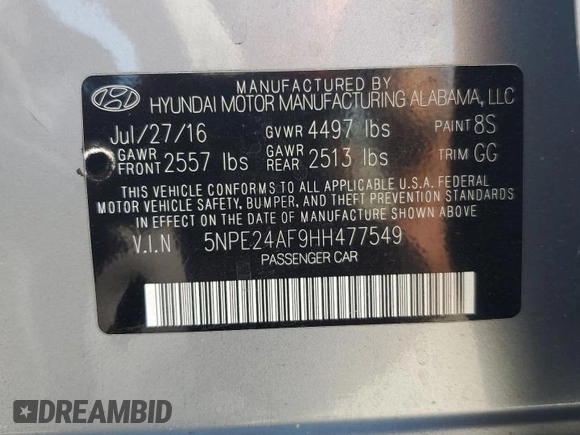 MANUFACTURED BY
HYUNDAI MOTOR MANUFACTURING ALABAMA, LLC
Jul/27/16 GVWR 4497 lbs PAINT 8S
GAWR FRONT 2557 lbs GAWR REAR 2513 lbs TRIM GG
THIS VEHICLE CONFORMS TO ALL APPLICABLE U.S.A. FEDERAL
MOTOR VEHICLE SAFETY, BUMPER, AND THEFT PREVENTION STANDARDS
IN EFFECT ON THE DATE OF MANUFACTURE SHOWN ABOVE.
V.I.N 5NPE24AF9HH477549
PASSENGER CAR
DREAMBID